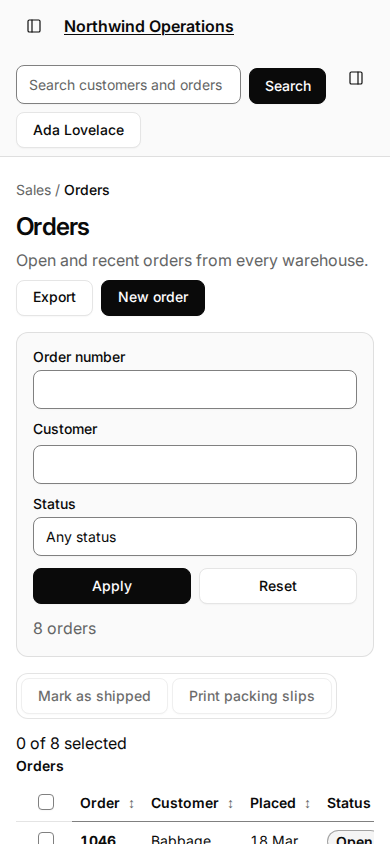 Northwind Operations
Search customers and orders Search
Ada Lovelace
Sales / Orders
Orders
Open and recent orders from every warehouse.
Export New order
Order number
Customer
Status
Any status
Apply Reset
8 orders
Mark as shipped Print packing slips
0 of 8 selected
Orders
Order ↕ Customer ↕ Placed ↕ Status
1046 Babbage 18 Mar Open